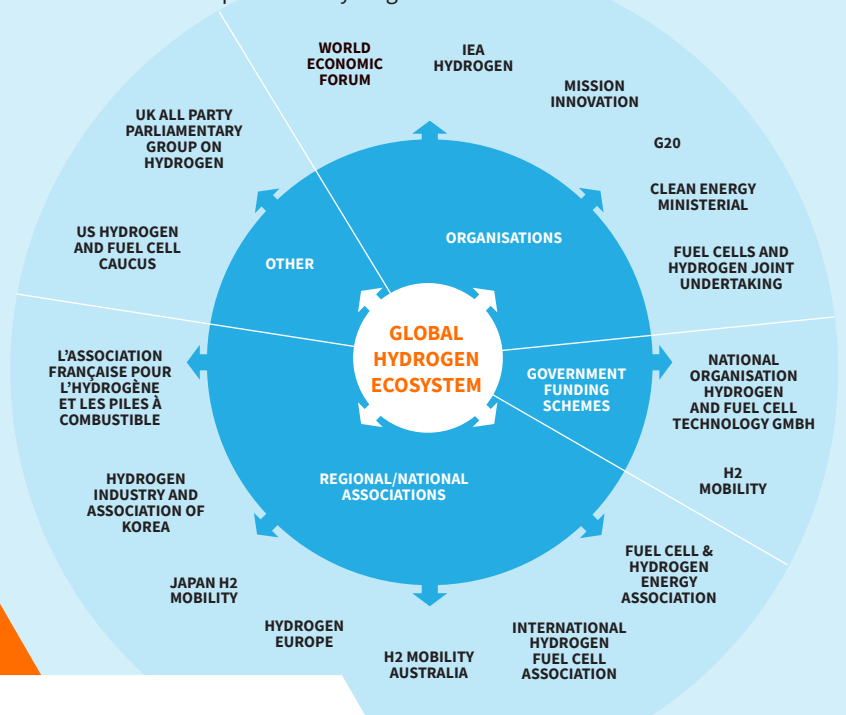 WORLD
ECONOMIC
FORUM
IEA
HYDROGEN
MISSION
INNOVATION
G20
CLEAN ENERGY
MINISTERIAL
FUEL CELLS AND
HYDROGEN JOINT
UNDERTAKING
UK ALL PARTY
PARLIAMENTARY
GROUP ON
HYDROGEN
US HYDROGEN
AND FUEL CELL
CAUCUS
ORGANISATIONS
OTHER
GLOBAL
HYDROGEN
ECOSYSTEM
GOVERNMENT
FUNDING
SCHEMES
NATIONAL
ORGANISATION
HYDROGEN
AND FUEL CELL
TECHNOLOGY GMBH
H2
MOBILITY
REGIONAL/NATIONAL
ASSOCIATIONS
L’ASSOCIATION
FRANÇAISE POUR
L’HYDROGÈNE
ET LES PILES À
COMBUSTIBLE
HYDROGEN
INDUSTRY AND
ASSOCIATION OF
KOREA
JAPAN H2
MOBILITY
HYDROGEN
EUROPE
H2 MOBILITY
AUSTRALIA
INTERNATIONAL
HYDROGEN
FUEL CELL
ASSOCIATION
FUEL CELL &
HYDROGEN
ENERGY
ASSOCIATION